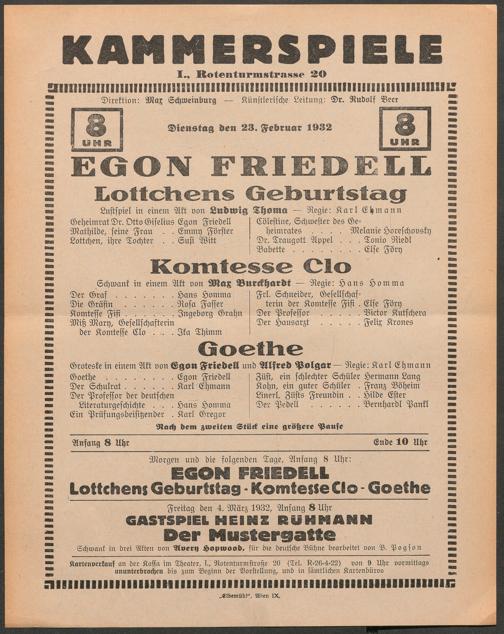 KAMMERSPIELE
I., Rotenturmstrasse 20
Direktion: Max Schweinburg — Künstlerische Leitung: Dr. Rudolf Beer
8 UHR
Dienstag den 23. Februar 1932
8 UHR
EGON FRIEDELL
Lottchens Geburtstag
Lustspiel in einem Akt von Ludwig Thoma — Regie: Karl Ehmann
Geheimrat Dr. Otto Giselius Egon Friedell
Mathilde, seine Frau . . Emmy Förster
Lottchen, ihre Tochter . . Susi Witt
Cölestine, Schwester des Ge-
heimrates . . . . . Melanie Horeschovsky
Dr. Traugott Appel . . . Tonio Riedl
Babette . . . . . . . . Else Föry
Komtesse Clo
Schwank in einem Akt von Max Burckhardt — Regie: Hans Homma
Der Graf . . . . . . . Hans Homma
Die Gräfin . . . . . . Rosa Fasser
Komtesse Fifi . . . . . Ingeborg Grahn
Miß Mary, Gesellschafterin
der Komtesse Clo . . . Ika Thimm
Frl. Schneider, Gesellschaf-
terin der Komtesse Fifi . Else Föry
Der Professor . . . . . Victor Kutschera
Der Hausarzt . . . . . Felix Krones
Goethe
Groteske in einem Akt von Egon Friedell und Alfred Polgar — Regie: Karl Ehmann
Goethe . . . . . . . . Egon Friedell
Der Schulrat . . . . . Karl Ehmann
Der Professor der deutschen
Literaturgeschichte . . . Hans Homma
Ein Prüfungsbeisitzender . Karl Gregor
Züst, ein schlechter Schüler Hermann Lang
Kohn, ein guter Schüler . Franz Böheim
Linerl, Züsts Freundin . . Hilde Ester
Der Pedell . . . . . . Bernhardt Pankl
Nach dem zweiten Stück eine größere Pause
Anfang 8 Uhr
Ende 10 Uhr
Morgen und die folgenden Tage, Anfang 8 Uhr:
EGON FRIEDELL
Lottchens Geburtstag - Komtesse Clo - Goethe
Freitag den 4. März 1932, Anfang 8 Uhr
GASTSPIEL HEINZ RÜHMANN
Der Mustergatte
Schwank in drei Akten von Avery Hopwood, für die deutsche Bühne bearbeitet von B. Pogson
Kartenverkauf an der Kassa im Theater, I., Rotenturmstraße 20 (Tel. R-26-4-22) von 9 Uhr vormittags
ununterbrochen bis zum Beginn der Vorstellung, und in sämtlichen Kartenbüros
„Elbemühl", Wien IX.